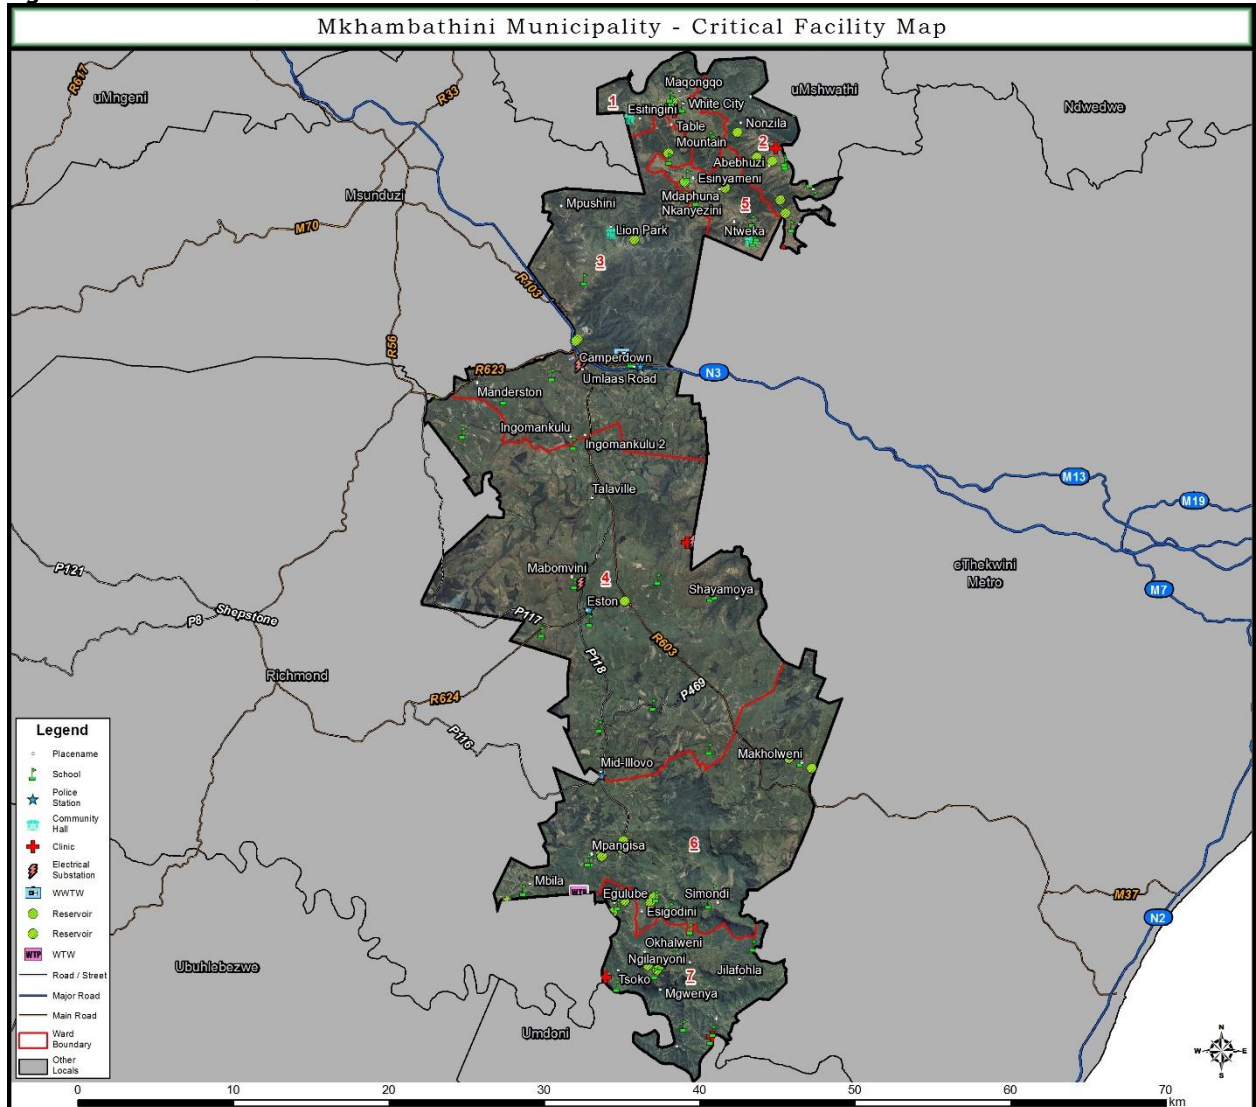 Mkhambathini Municipality - Critical Facility Map
R617
uMngeni
R33
Maqongqo
uMshwathi
Ndwedwe
1
Esitingini
White City
Table
Mountain
Nonzila
2
Abebhuzi
Esinyameni
Msunduzi
Mpushini
Mdaphuna
Nkanyezini
5
M70
Lion Park
Ntweka
3
R103
R56
Camperdown
R623
Umlaas Road
N3
Manderston
Ingomankulu
Ingomankulu 2
M13
Talaville
M19
eThekwini
Metro
P121
Mabomvini
4
Shayamoya
M7
Eston
P8
Shepstone
P117
R603
P118
Richmond
P469
R624
P116
Makholweni
Mid-Illovo
Mpangisa
6
Mbila
WTP
Egulube
Simondi
M37
Esigodini
N2
Okhalweni
Ngilanyoni
Ubuhlebezwe
Tsoko
7
Jilafohla
Mgwenya
Umdoni
Legend
Placename
School
Police
Station
Community
Hall
Clinic
Electrical
Substation
WWTW
Reservoir
Reservoir
WTP
WTW
Road / Street
Major Road
Main Road
Ward
Boundary
Other
Locals
N
W
E
S
0 10 20 30 40 50 60 70
km